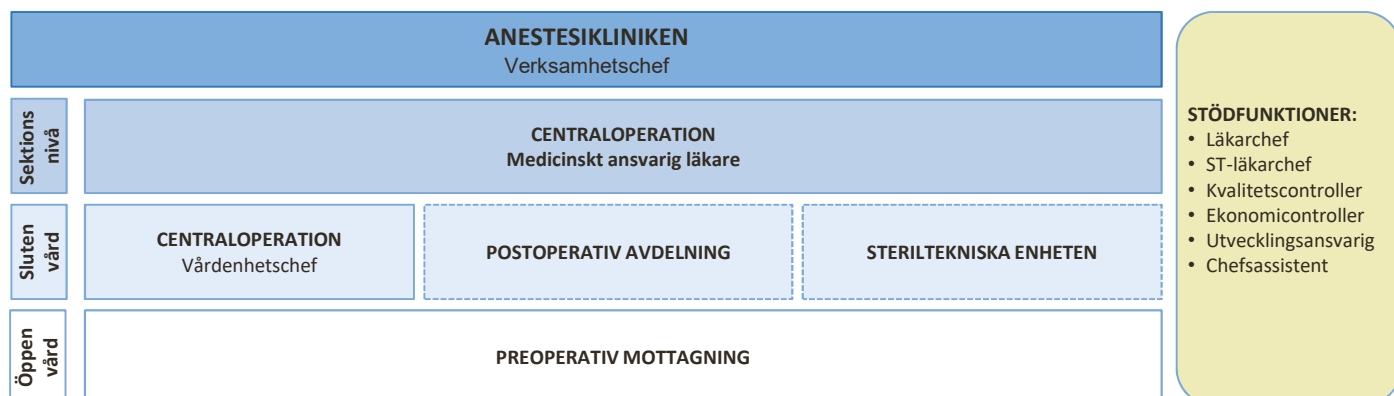 ANESTESIKLINIKEN
Verksamhetschef
Sektions
nivå
CENTRALOPERATION
Medicinskt ansvarig läkare
Sluten
vård
CENTRALOPERATION
Vårdenhetschef
POSTOPERATIV AVDELNING
STERILTEKNISKA ENHETEN
Öppen
vård
PREOPERATIV MOTTAGNING
STÖDFUNKTIONER:
• Läkarchef
• ST-läkarchef
• Kvalitetscontroller
• Ekonomicontroller
• Utvecklingsansvarig
• Chefsassistent